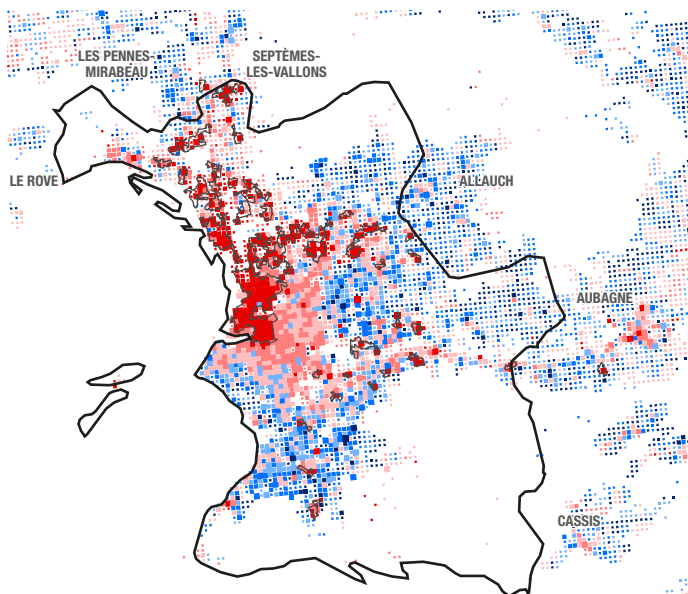 LES PENNES-
MIRABEAU
SEPTÈMES-
LES-VALLONS
LE ROVE
ALLAUCH
AUBAGNE
CASSIS